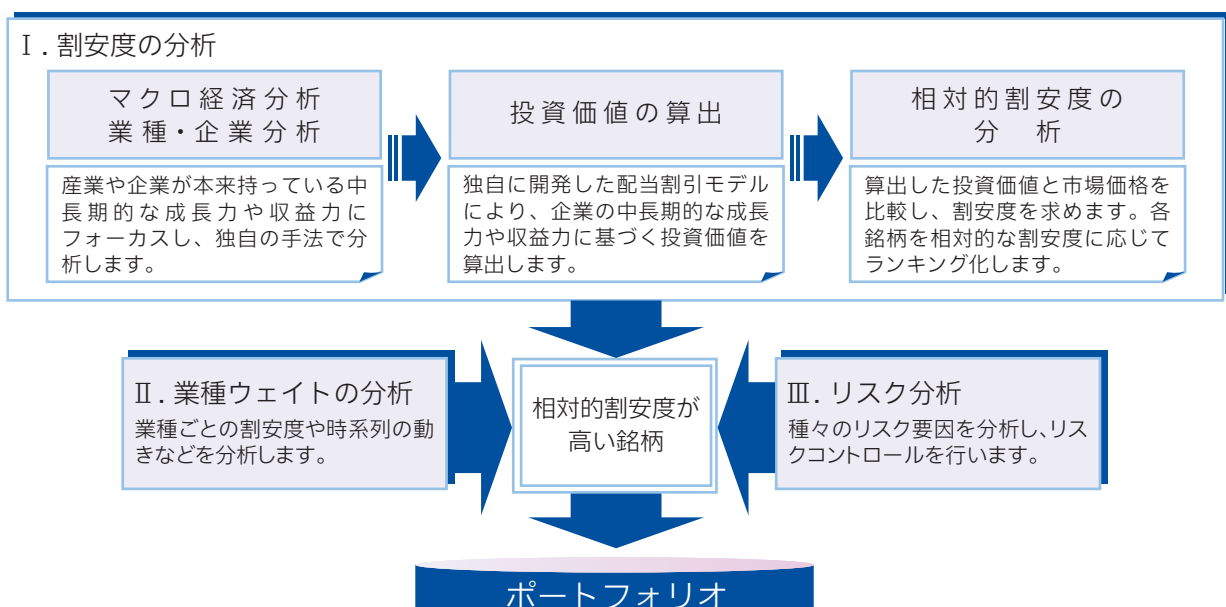 Ⅰ. 割安度の分析
マクロ経済分析
業種・企業分析
産業や企業が本来持っている中
長期的な成長力や収益力に
フォーカスし、独自の手法で分
析します。
投資価値の算出
独自に開発した配当割引モデル
により、企業の中長期的な成長
力や収益力に基づく投資価値を
算出します。
相対的割安度の
分 析
算出した投資価値と市場価格を
比較し、割安度を求めます。各
銘柄を相対的な割安度に応じて
ランキング化します。
Ⅱ. 業種ウェイトの分析
業種ごとの割安度や時系列の動
きなどを分析します。
相対的割安度が
高い銘柄
Ⅲ. リスク分析
種々のリスク要因を分析し、リス
クコントロールを行います。
ポートフォリオ